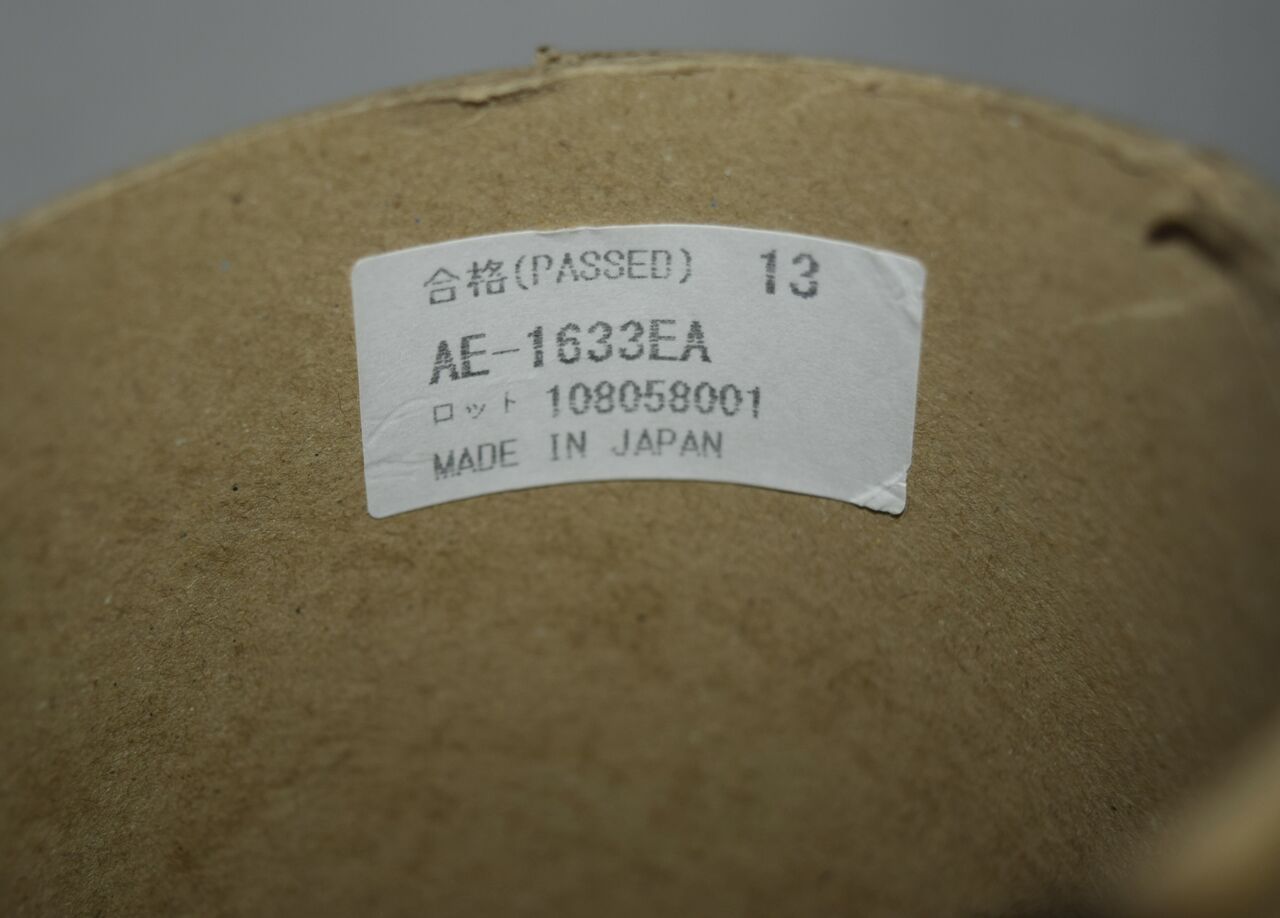 合格(PASSED) 13
AE-1633EA
ロット 108058001
MADE IN JAPAN